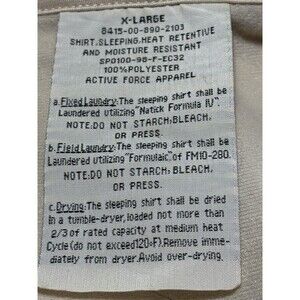 X-LARGE
8415-00-890-2103
SHIRT,SLEEPING,HEAT RETENTIVE
AND MOISTURE RESISTANT
SPO100-98-F-EC32
100%POLYESTER
ACTIVE FORCE APPAREL
a.Fixed Laundry:The sleeping shirt shall be
Laundered utilizing "Natick Formula IV".
NOTE:DO NOT STARCH,BLEACH,
OR PRESS.
b.Field Laundry:The sleeping shirt shall be
Laundered utilizing "Formulaic" of FM10-280.
NOTE:DO NOT STARCH,BLEACH,
OR PRESS.
c.Drying:The sleeping shirt shall be dried
in a tumble-dryer,loaded not more than
2/3 of rated capacity at medium heat
Cycle(do not exceed120°F).Remove imme-
diately from dryer.Avoid over-drying.